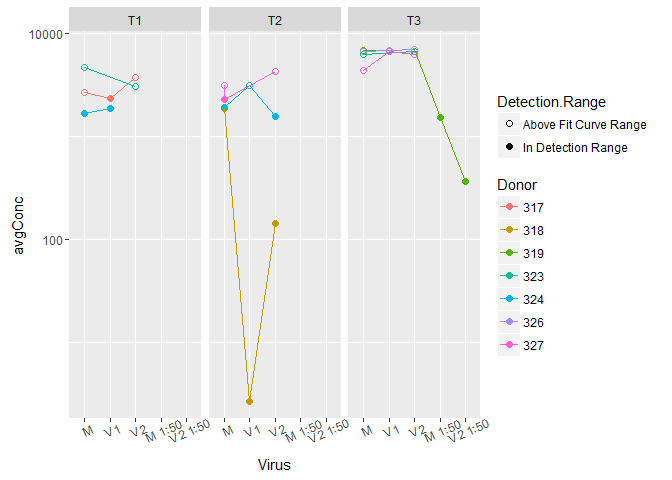 T1 T2 T3
10000
100
avgConc
M V1 V2 M 1:50 V2 1:50 M V1 V2 M 1:50 V2 1:50 M V1 V2 M 1:50 V2 1:50
Virus
Detection.Range
Above Fit Curve Range
In Detection Range
Donor
317
318
319
323
324
326
327